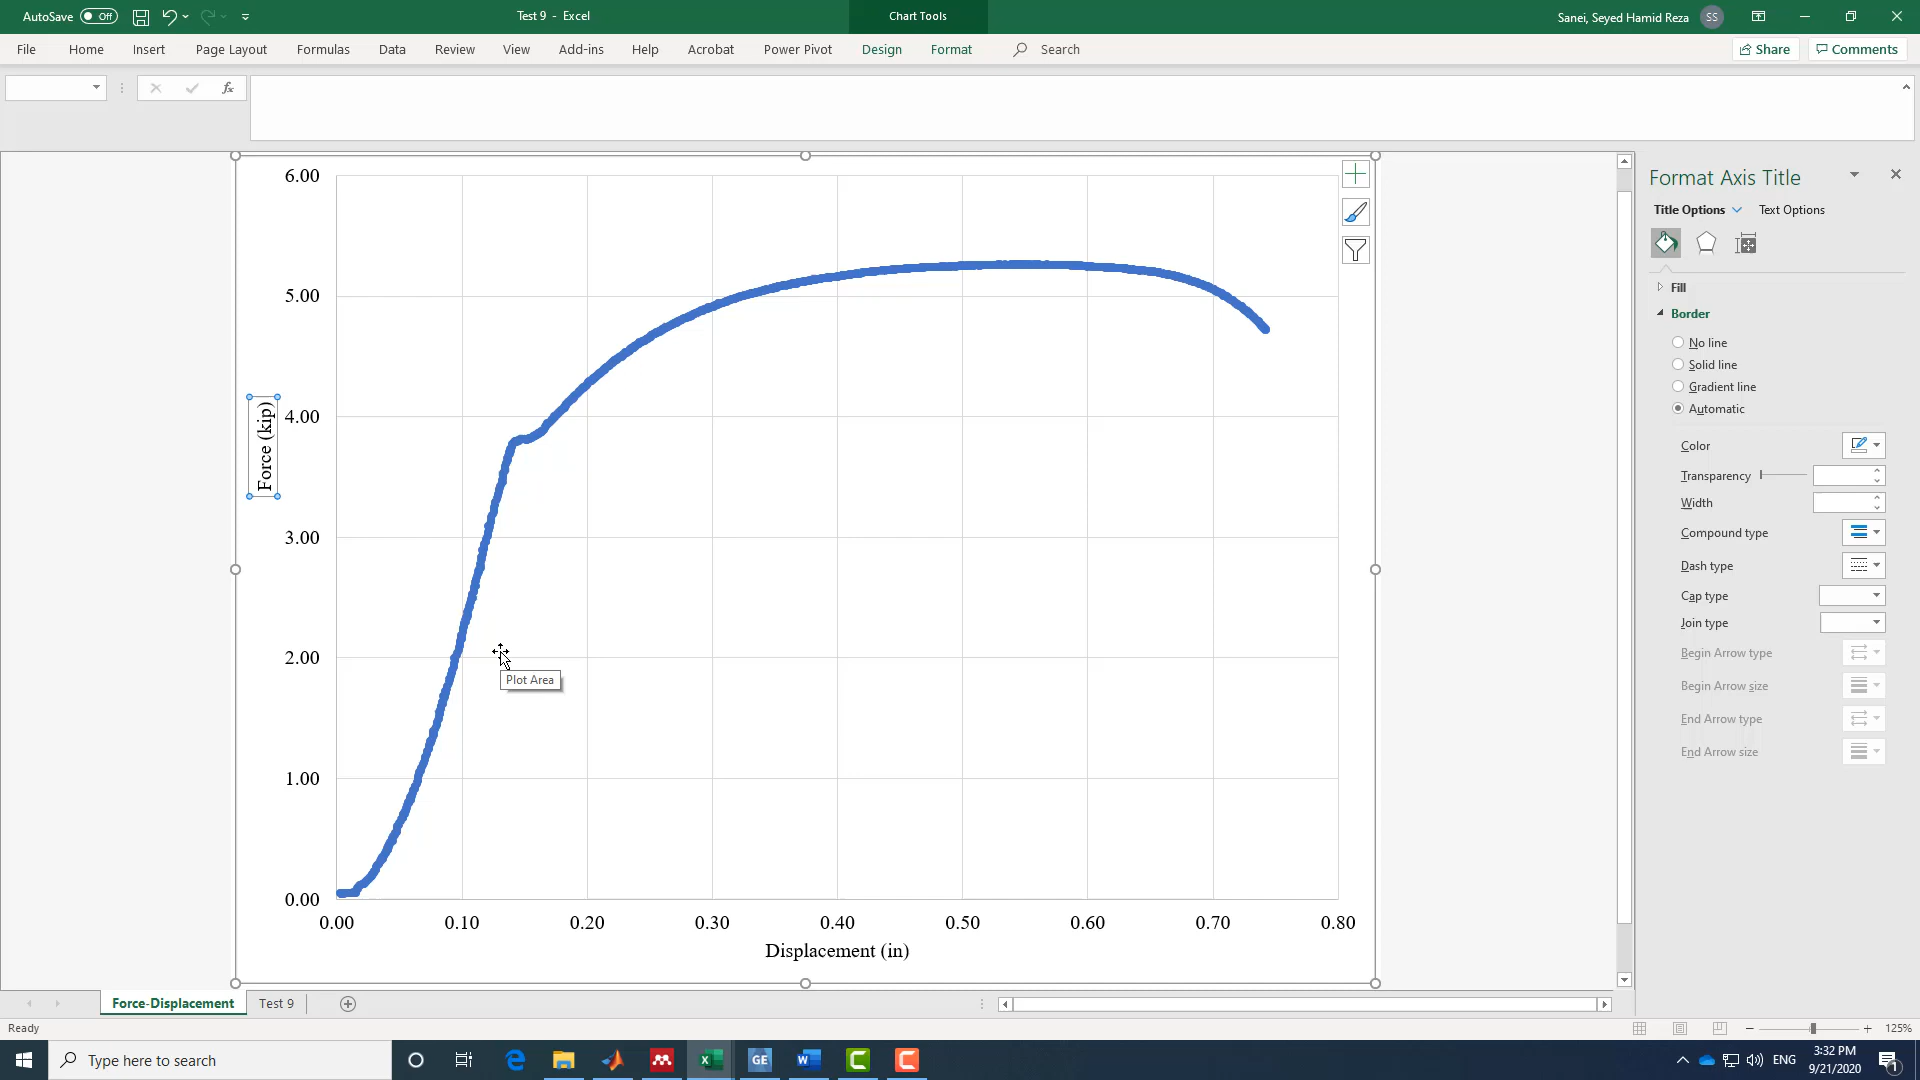 AutoSave Off
Test 9 - Excel
Chart Tools
Sanei, Seyed Hamid Reza SS
File Home Insert Page Layout Formulas Data Review View Add-ins Help Acrobat Power Pivot Design Format Search Share Comments
fx
6.00
5.00
4.00
3.00
2.00
1.00
0.00
Force (kip)
Plot Area
0.00 0.10 0.20 0.30 0.40 0.50 0.60 0.70 0.80
Displacement (in)
Format Axis Title
Title Options Text Options
Fill
Border
No line
Solid line
Gradient line
Automatic
Color
Transparency
Width
Compound type
Dash type
Cap type
Join type
Begin Arrow type
Begin Arrow size
End Arrow type
End Arrow size
Force-Displacement Test 9
Ready
125%
Type here to search
GE
ENG
3:32 PM
9/21/2020
1